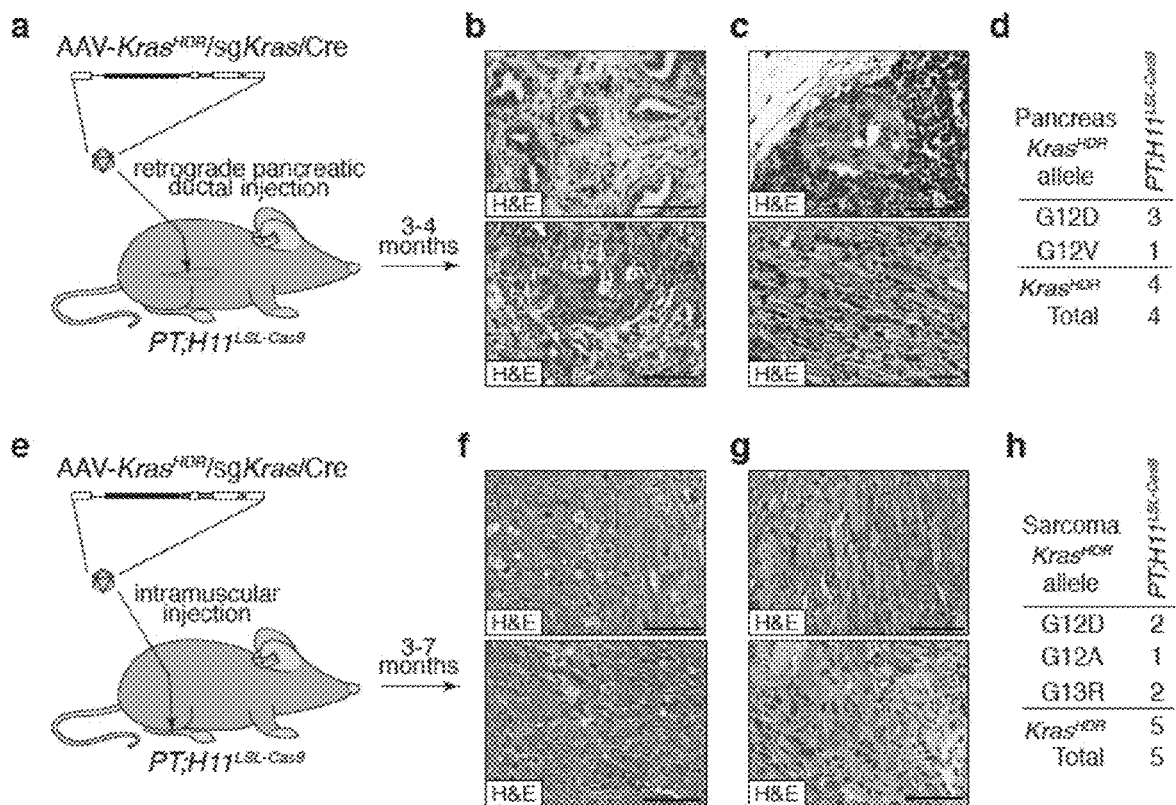 a
AAV-Kras^HDR/sgKras/Cre
retrograde pancreatic
ductal injection
PT;H11^LSL-Cas9
3-4
months
b
H&E
H&E
c
H&E
H&E
d
Pancreas
Kras^HDR
allele
PT;H11^LSL-Cas9
G12D 3
G12V 1
Kras^HDR 4
Total 4
e
AAV-Kras^HDR/sgKras/Cre
intramuscular
injection
PT;H11^LSL-Cas9
3-7
months
f
H&E
H&E
g
H&E
H&E
h
Sarcoma
Kras^HDR
allele
PT;H11^LSL-Cas9
G12D 2
G12A 1
G13R 2
Kras^HDR 5
Total 5